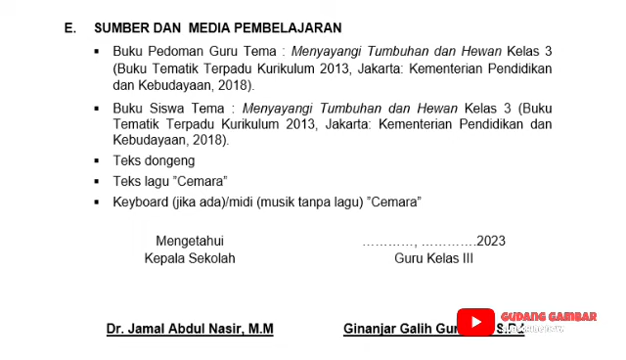 E. SUMBER DAN MEDIA PEMBELAJARAN
▪ Buku Pedoman Guru Tema : Menyayangi Tumbuhan dan Hewan Kelas 3
(Buku Tematik Terpadu Kurikulum 2013, Jakarta: Kementerian Pendidikan
dan Kebudayaan, 2018).
▪ Buku Siswa Tema : Menyayangi Tumbuhan dan Hewan Kelas 3 (Buku
Tematik Terpadu Kurikulum 2013, Jakarta: Kementerian Pendidikan dan
Kebudayaan, 2018).
▪ Teks dongeng
▪ Teks lagu ”Cemara”
▪ Keyboard (jika ada)/midi (musik tanpa lagu) ”Cemara”
Mengetahui
Kepala Sekolah
…………, ………….2023
Guru Kelas III
Dr. Jamal Abdul Nasir, M.M
Ginanjar Galih
GUDANG GAMBAR